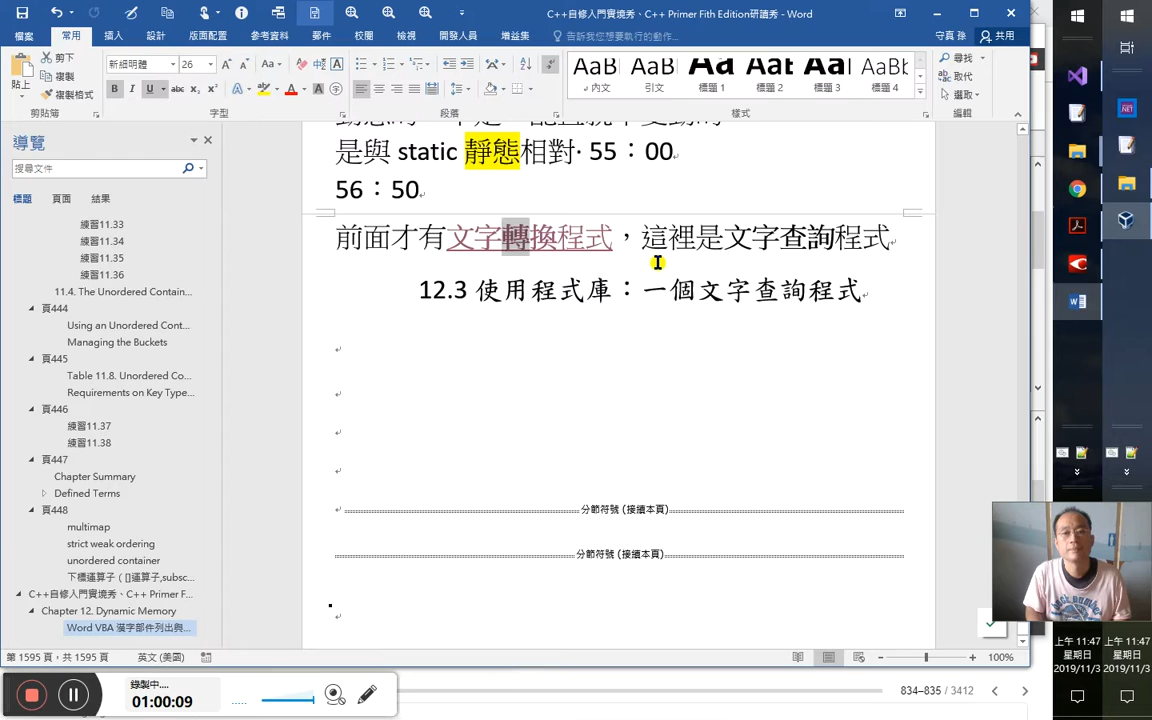 C++自修入門實境秀、C++ Primer Fith Edition研讀秀 - Word
檔案
常用
插入
設計
版面配置
參考資料
郵件
校閱
檢視
開發人員
增益集
告訴我您想要執行的動作...
守真 孫
共用
貼上
剪下
複製
複製格式
剪貼簿
新細明體
26
字型
段落
內文
引文
標題 1
標題 2
標題 3
標題 4
樣式
尋找
取代
選取
編輯
導覽
搜尋文件
標題
頁面
結果
練習11.33
練習11.34
練習11.35
練習11.36
11.4. The Unordered Contain...
頁444
Using an Unordered Cont...
Managing the Buckets
頁445
Table 11.8. Unordered Co...
Requirements on Key Type...
頁446
練習11.37
練習11.38
頁447
Chapter Summary
Defined Terms
頁448
multimap
strict weak ordering
unordered container
下標運算子（[]運算子,subsc...
C++自修入門實境秀、C++ Primer F...
Chapter 12. Dynamic Memory
Word VBA 漢字部件列出與...
是與 static 靜態相對· 55：00
56：50
前面才有文字轉換程式，這裡是文字查詢程式
12.3 使用程式庫：一個文字查詢程式
分節符號 (接續本頁)
分節符號 (接續本頁)
第 1595 頁，共 1595 頁
英文 (美國)
100%
錄製中....
01:00:09
834–835 / 3412
上午 11:47
星期日
2019/11/3
上午 11:47
星期日
2019/11/3